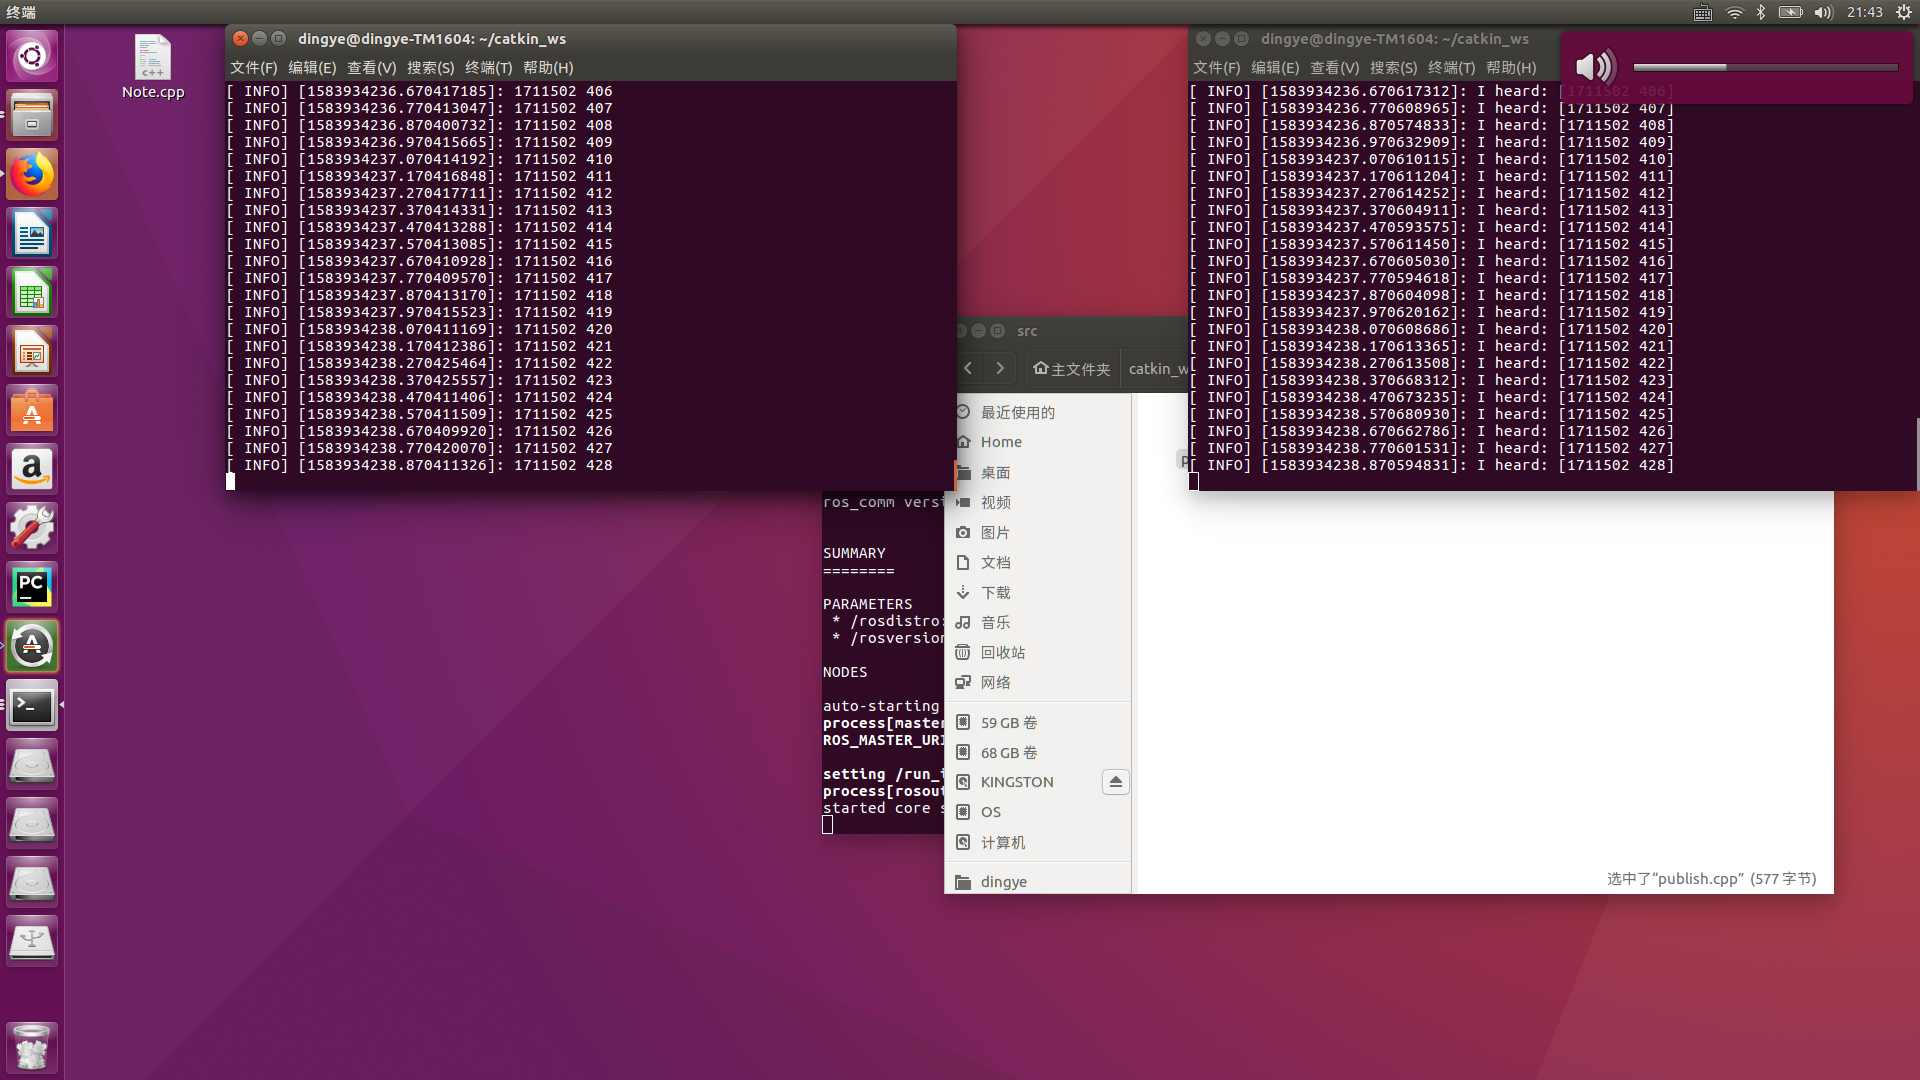 终端
21:43
Note.cpp
dingye@dingye-TM1604: ~/catkin_ws
文件(F) 编辑(E) 查看(V) 搜索(S) 终端(T) 帮助(H)
[ INFO] [1583934236.670417185]: 1711502 406
[ INFO] [1583934236.770413047]: 1711502 407
[ INFO] [1583934236.870400732]: 1711502 408
[ INFO] [1583934236.970415665]: 1711502 409
[ INFO] [1583934237.070414192]: 1711502 410
[ INFO] [1583934237.170416848]: 1711502 411
[ INFO] [1583934237.270417711]: 1711502 412
[ INFO] [1583934237.370414331]: 1711502 413
[ INFO] [1583934237.470413288]: 1711502 414
[ INFO] [1583934237.570413085]: 1711502 415
[ INFO] [1583934237.670410928]: 1711502 416
[ INFO] [1583934237.770409570]: 1711502 417
[ INFO] [1583934237.870413170]: 1711502 418
[ INFO] [1583934237.970415523]: 1711502 419
[ INFO] [1583934238.070411169]: 1711502 420
[ INFO] [1583934238.170412386]: 1711502 421
[ INFO] [1583934238.270425464]: 1711502 422
[ INFO] [1583934238.370425557]: 1711502 423
[ INFO] [1583934238.470411406]: 1711502 424
[ INFO] [1583934238.570411509]: 1711502 425
[ INFO] [1583934238.670409920]: 1711502 426
[ INFO] [1583934238.770420070]: 1711502 427
[ INFO] [1583934238.870411326]: 1711502 428
dingye@dingye-TM1604: ~/catkin_ws
文件(F) 编辑(E) 查看(V) 搜索(S) 终端(T) 帮助(H)
[ INFO] [1583934236.670617312]: I heard: [1711502 406]
[ INFO] [1583934236.770608965]: I heard: [1711502 407]
[ INFO] [1583934236.870574833]: I heard: [1711502 408]
[ INFO] [1583934236.970632909]: I heard: [1711502 409]
[ INFO] [1583934237.070610115]: I heard: [1711502 410]
[ INFO] [1583934237.170611204]: I heard: [1711502 411]
[ INFO] [1583934237.270614252]: I heard: [1711502 412]
[ INFO] [1583934237.370604911]: I heard: [1711502 413]
[ INFO] [1583934237.470593575]: I heard: [1711502 414]
[ INFO] [1583934237.570611450]: I heard: [1711502 415]
[ INFO] [1583934237.670605030]: I heard: [1711502 416]
[ INFO] [1583934237.770594618]: I heard: [1711502 417]
[ INFO] [1583934237.870604098]: I heard: [1711502 418]
[ INFO] [1583934237.970620162]: I heard: [1711502 419]
[ INFO] [1583934238.070608686]: I heard: [1711502 420]
[ INFO] [1583934238.170613365]: I heard: [1711502 421]
[ INFO] [1583934238.270613508]: I heard: [1711502 422]
[ INFO] [1583934238.370668312]: I heard: [1711502 423]
[ INFO] [1583934238.470673235]: I heard: [1711502 424]
[ INFO] [1583934238.570680930]: I heard: [1711502 425]
[ INFO] [1583934238.670662786]: I heard: [1711502 426]
[ INFO] [1583934238.770601531]: I heard: [1711502 427]
[ INFO] [1583934238.870594831]: I heard: [1711502 428]
src
主文件夹 catkin_w
最近使用的
Home
桌面
视频
图片
文档
下载
音乐
回收站
网络
59 GB 卷
68 GB 卷
KINGSTON
OS
计算机
dingye
选中了“publish.cpp” (577 字节)
ros_comm vers
SUMMARY
========
PARAMETERS
* /rosdistro:
* /rosversion
NODES
auto-starting
process[master
ROS_MASTER_URI
setting /run_
process[rosout
started core s